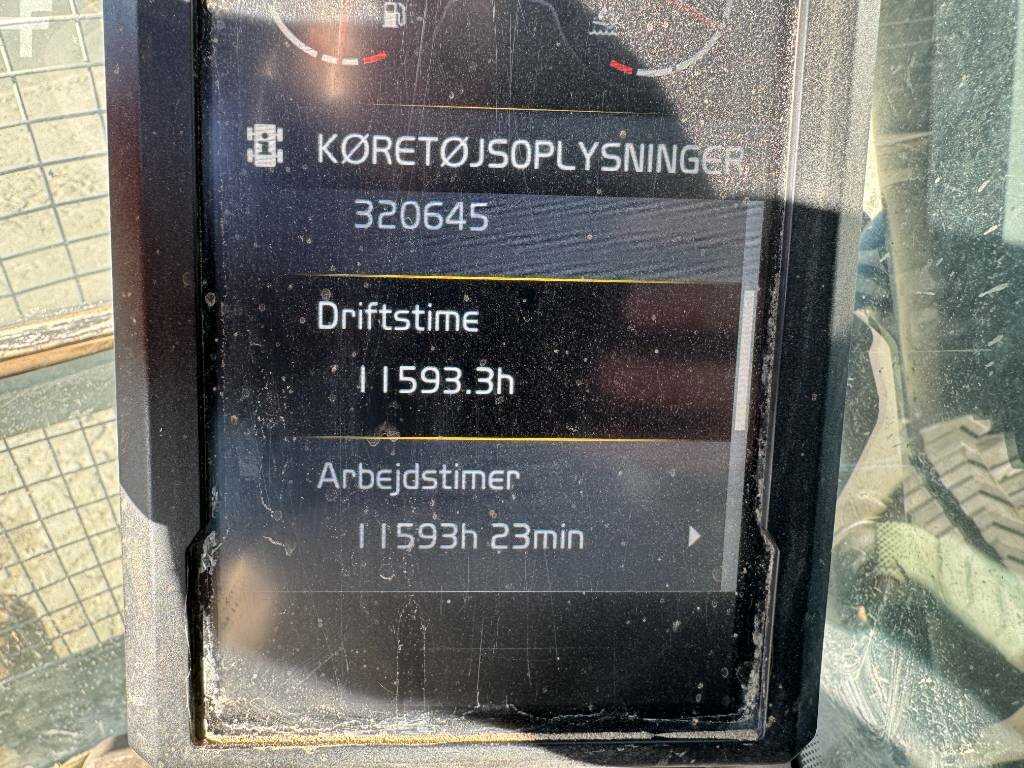 KØRETØJSOPLYSNINGER
320645
Driftstime
11593.3h
Arbejdstimer
11593h 23min